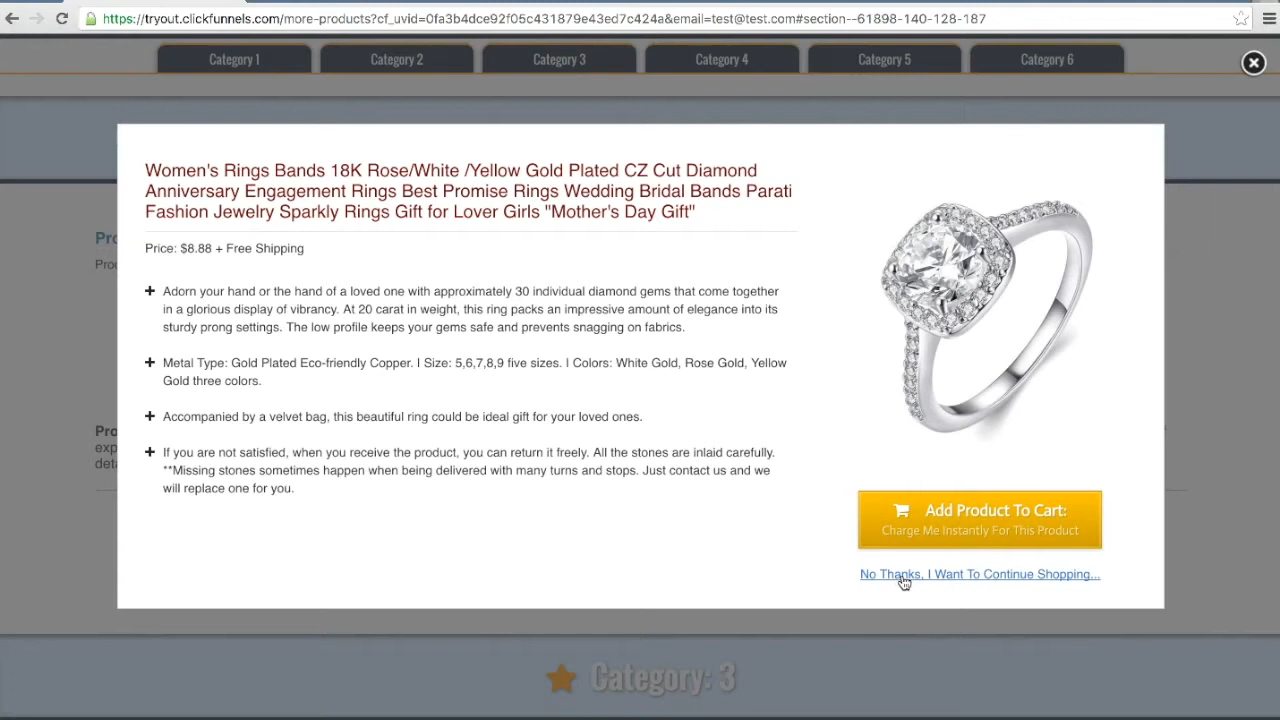 https://tryout.clickfunnels.com/more-products?cf_uvid=0fa3b4dce92f05c431879e43ed7c424a&email=test@test.com#section--61898-140-128-187
Category 1
Category 2
Category 3
Category 4
Category 5
Category 6
Women's Rings Bands 18K Rose/White /Yellow Gold Plated CZ Cut Diamond
Anniversary Engagement Rings Best Promise Rings Wedding Bridal Bands Parati
Fashion Jewelry Sparkly Rings Gift for Lover Girls "Mother's Day Gift"
Price: $8.88 + Free Shipping
Adorn your hand or the hand of a loved one with approximately 30 individual diamond gems that come together
in a glorious display of vibrancy. At 20 carat in weight, this ring packs an impressive amount of elegance into its
sturdy prong settings. The low profile keeps your gems safe and prevents snagging on fabrics.
Metal Type: Gold Plated Eco-friendly Copper. I Size: 5,6,7,8,9 five sizes. I Colors: White Gold, Rose Gold, Yellow
Gold three colors.
Accompanied by a velvet bag, this beautiful ring could be ideal gift for your loved ones.
If you are not satisfied, when you receive the product, you can return it freely. All the stones are inlaid carefully.
**Missing stones sometimes happen when being delivered with many turns and stops. Just contact us and we
will replace one for you.
Add Product To Cart:
Charge Me Instantly For This Product
No Thanks, I Want To Continue Shopping...
Category: 3